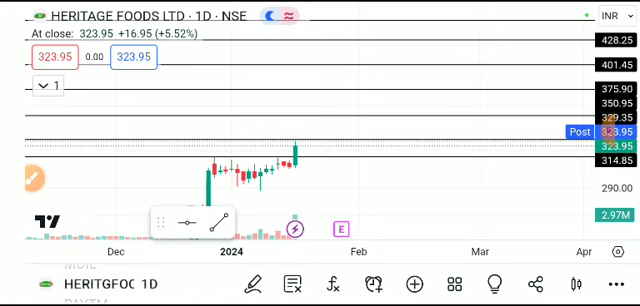 HERITAGE FOODS LTD · 1D · NSE
INR
At close: 323.95 +16.95 (+5.52%)
428.25
323.95 0.00 323.95
401.45
1
375.90
350.95
329.35
Post 323.95
323.95
314.85
290.00
2.97M
E
Dec 2024 Feb Mar Apr
HERITGFOC 1D
PAYTM